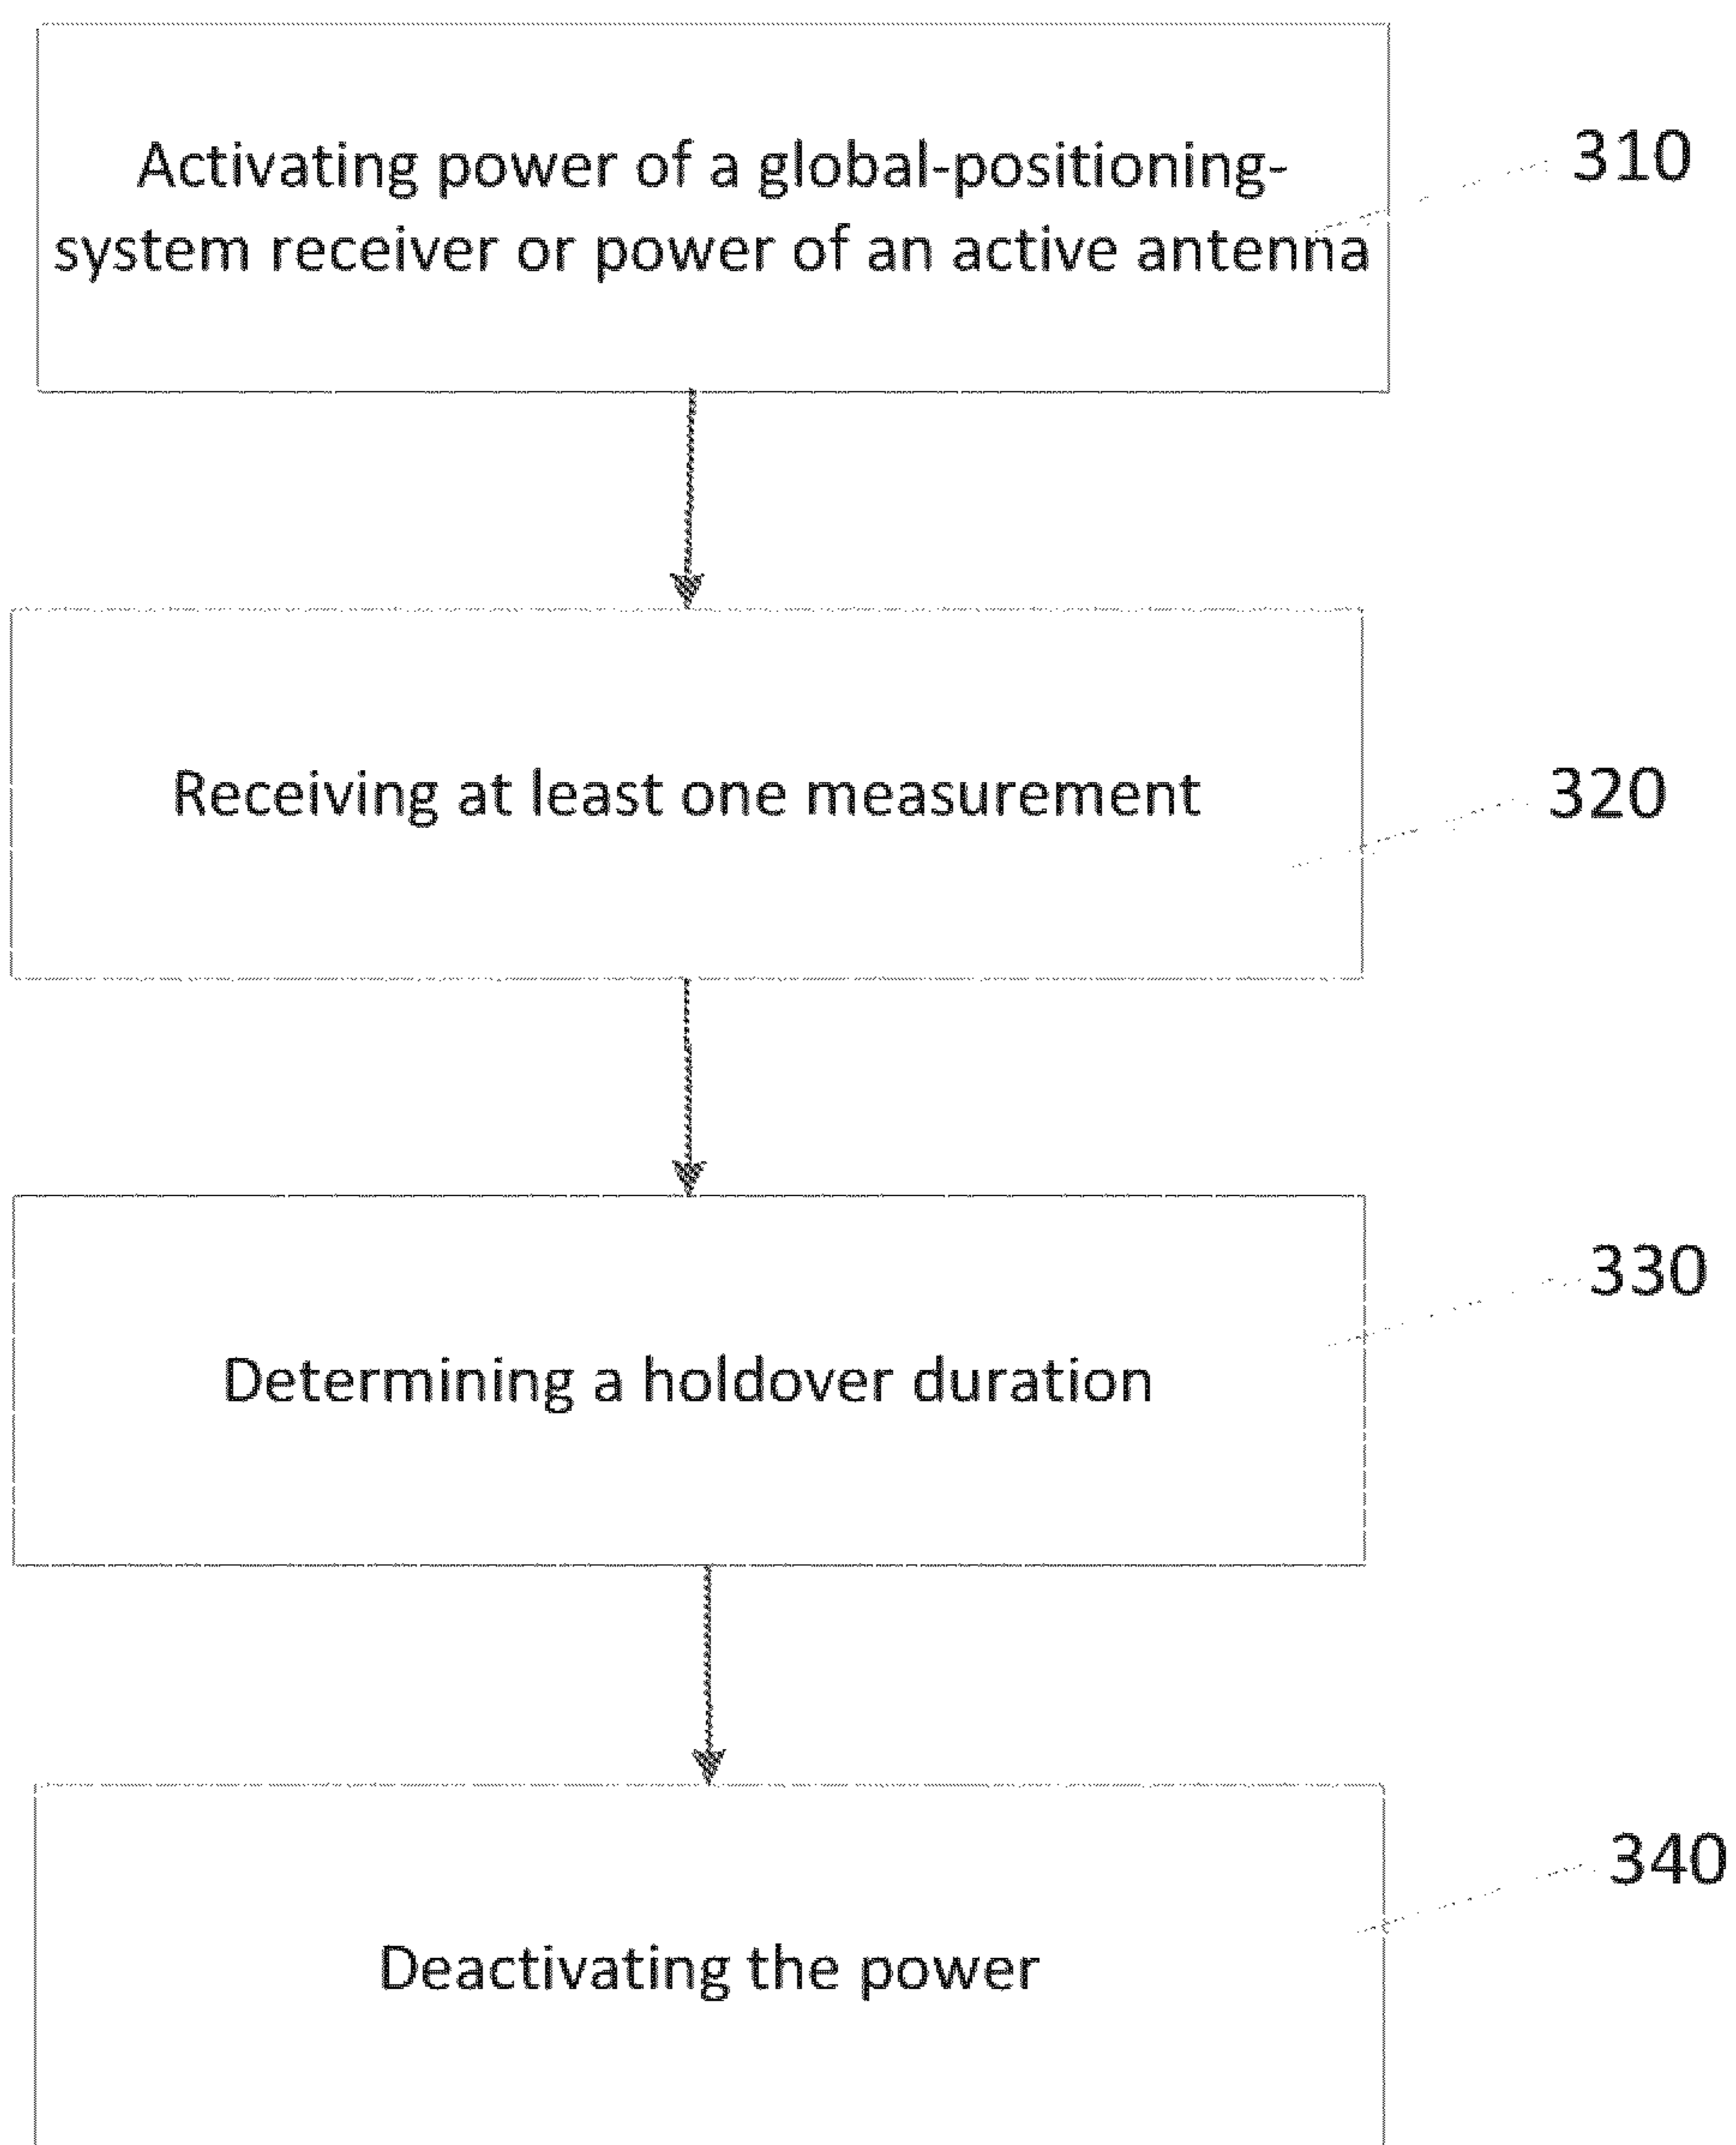 Activating power of a global-positioning-
system receiver or power of an active antenna
310
Receiving at least one measurement
320
330
Determining a holdover duration
340
Deactivating the power